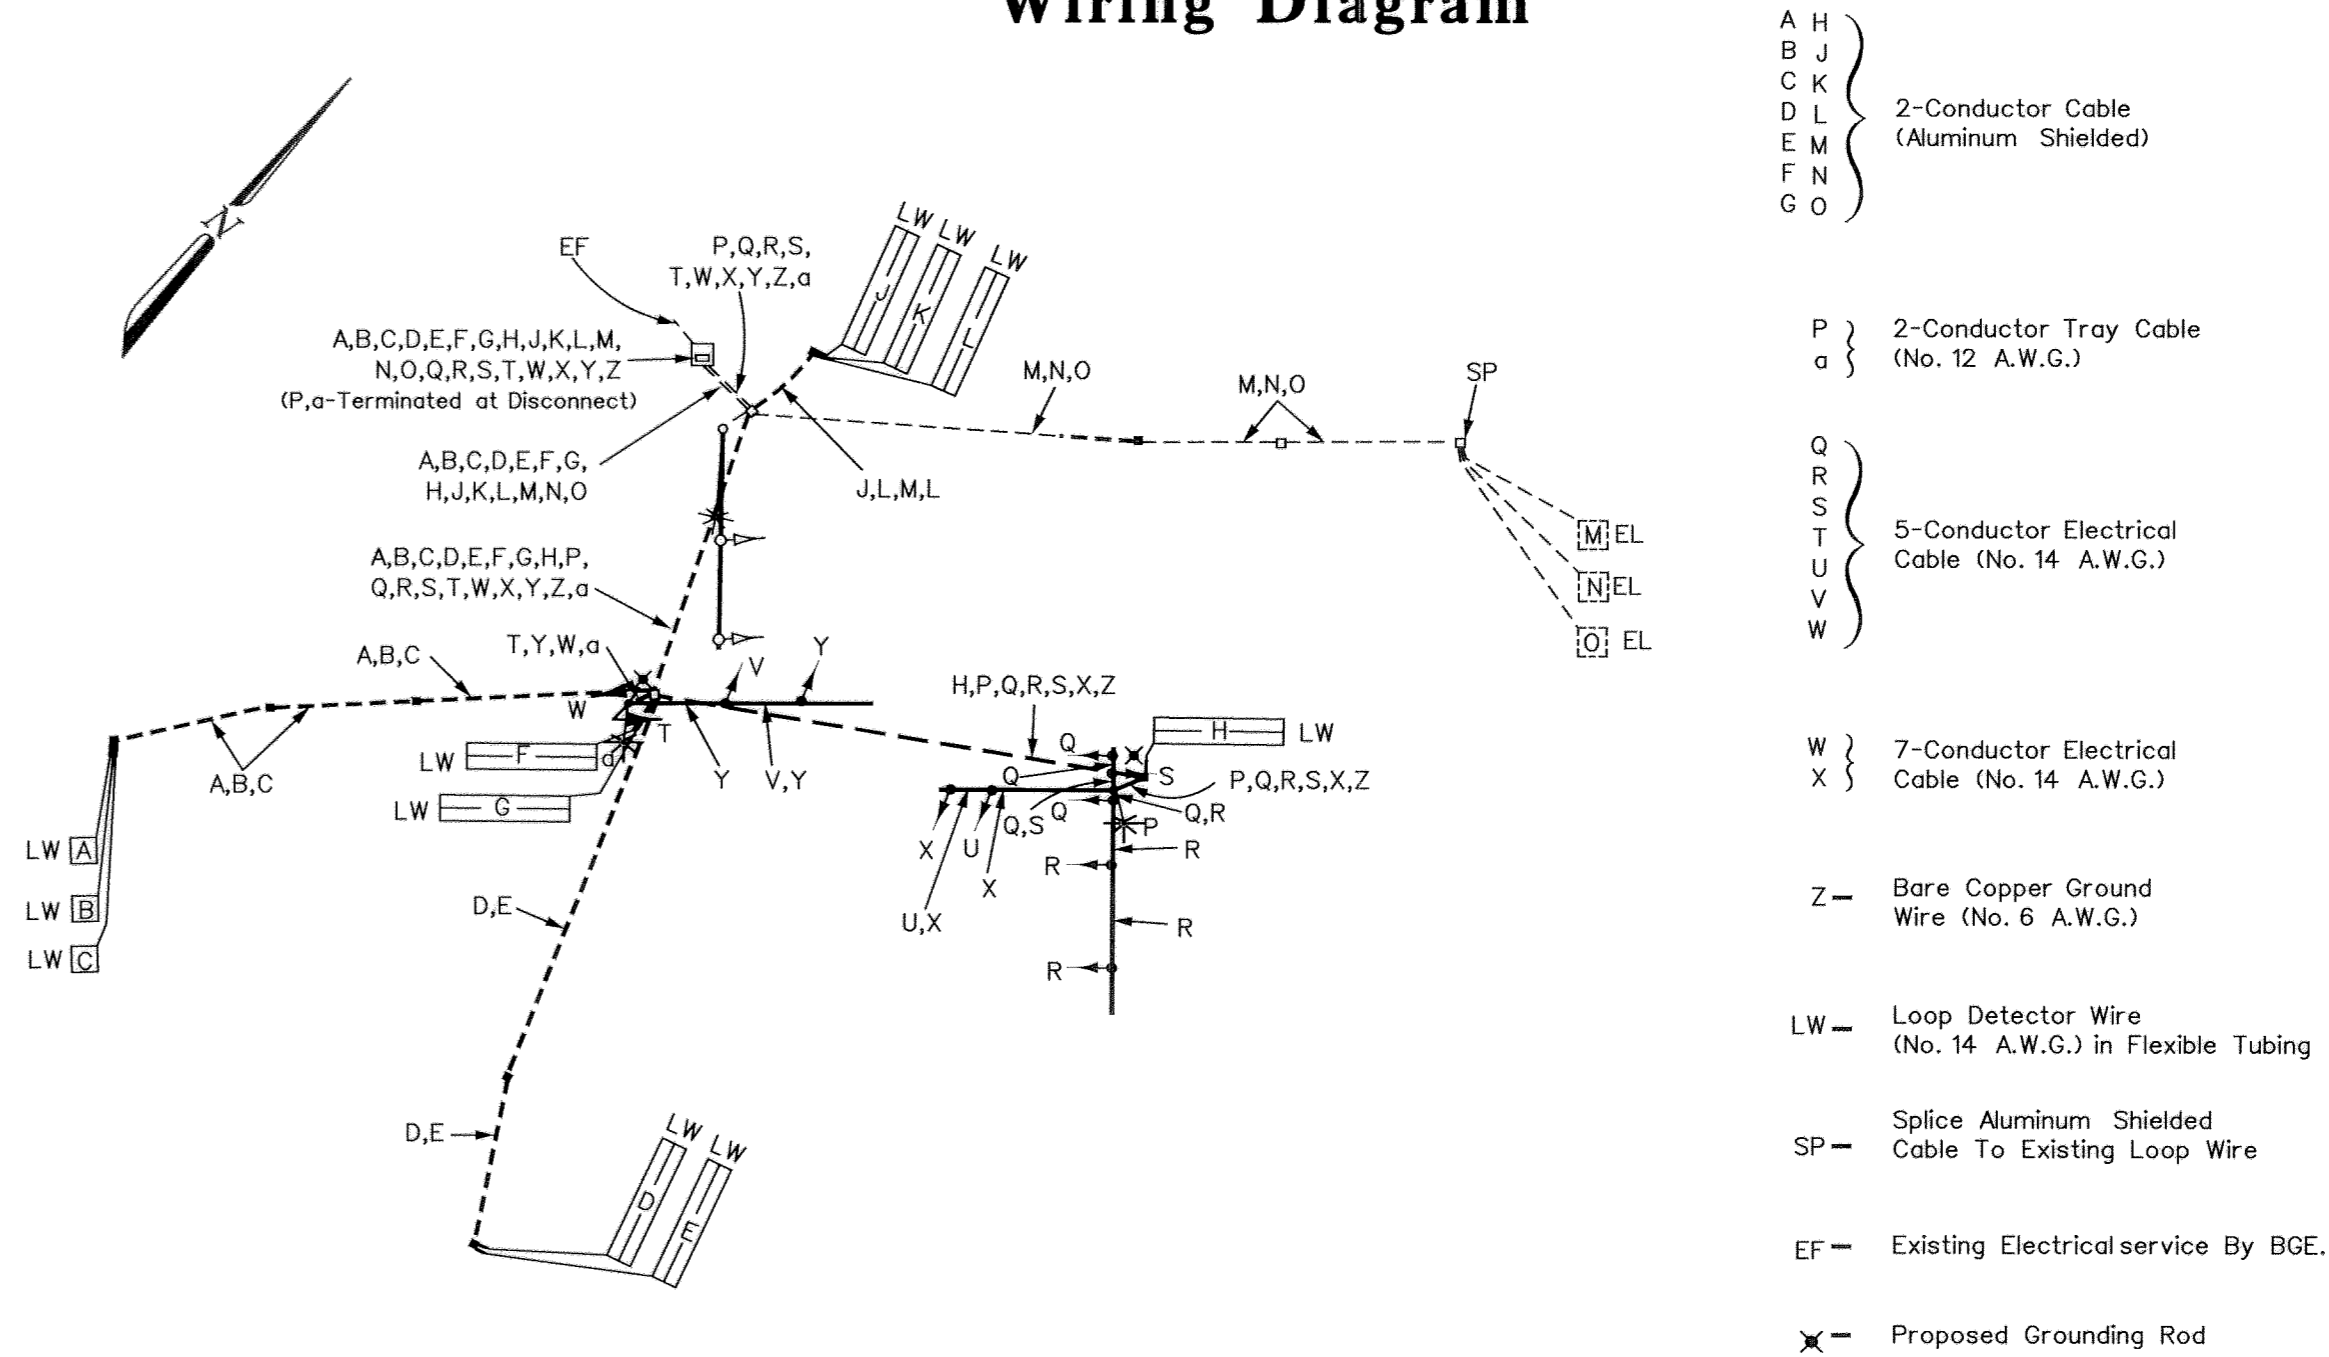 Wiring Diagram
N
EF
P,Q,R,S,
T,W,X,Y,Z,a
LW
LW
LW
J
K
L
A,B,C,D,E,F,G,H,J,K,L,M,
N,O,Q,R,S,T,W,X,Y,Z
(P,a-Terminated at Disconnect)
M,N,O
M,N,O
SP
A,B,C,D,E,F,G,
H,J,K,L,M,N,O
J,L,M,L
M EL
N EL
O EL
A,B,C,D,E,F,G,H,P,
Q,R,S,T,W,X,Y,Z,a
T,Y,W,a
A,B,C
V
Y
W
T
H,P,Q,R,S,X,Z
H LW
LW F
a
A,B,C
Y
V,Y
Q
Q
S
P,Q,R,S,X,Z
LW G
Q,S
Q
Q,R
P
X
U
R
R
X
U,X
R
R
LW A
LW B
LW C
D,E
D,E
LW
LW
D
E
A H
B J
C K
D L
E M
F N
G O
2-Conductor Cable
(Aluminum Shielded)
P
a
2-Conductor Tray Cable
(No. 12 A.W.G.)
Q
R
S
T
U
V
W
5-Conductor Electrical
Cable (No. 14 A.W.G.)
W
X
7-Conductor Electrical
Cable (No. 14 A.W.G.)
Z — Bare Copper Ground
Wire (No. 6 A.W.G.)
LW — Loop Detector Wire
(No. 14 A.W.G.) in Flexible Tubing
SP — Splice Aluminum Shielded
Cable To Existing Loop Wire
EF — Existing Electrical service By BGE.
— Proposed Grounding Rod